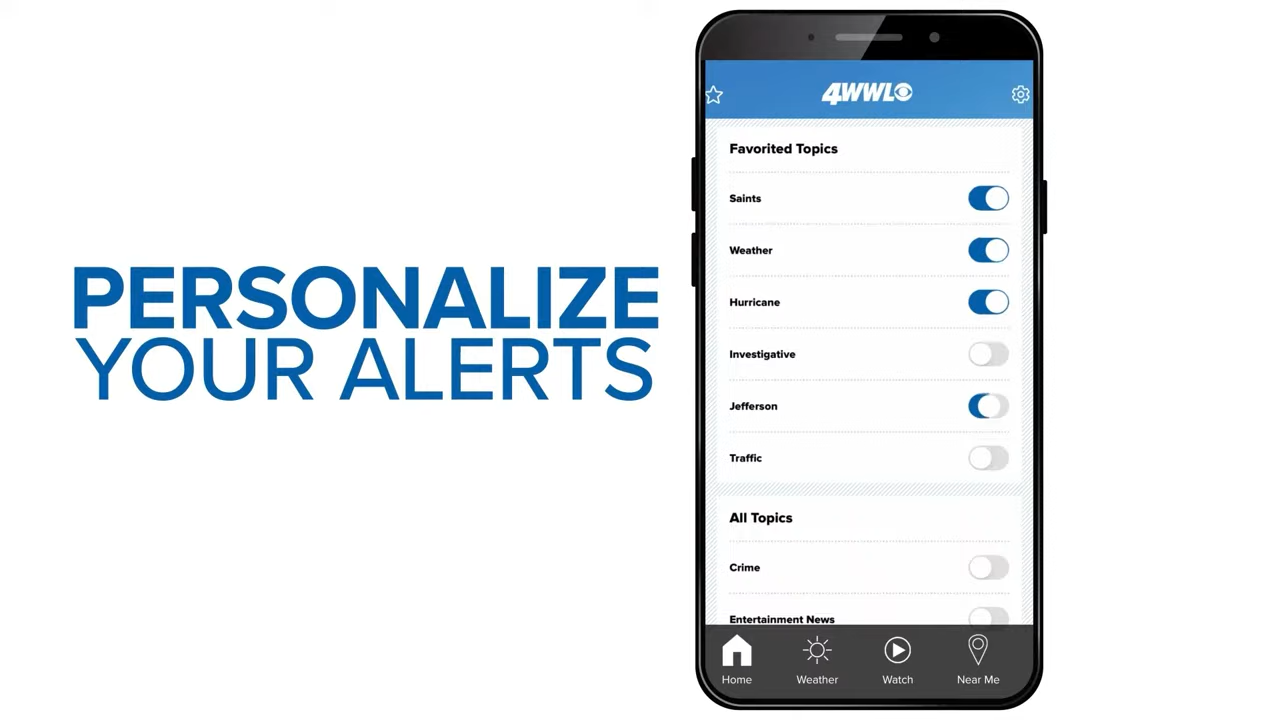 PERSONALIZE
YOUR ALERTS
4WWL
Favorited Topics
Saints
Weather
Hurricane
Investigative
Jefferson
Traffic
All Topics
Crime
Entertainment News
Home
Weather
Watch
Near Me